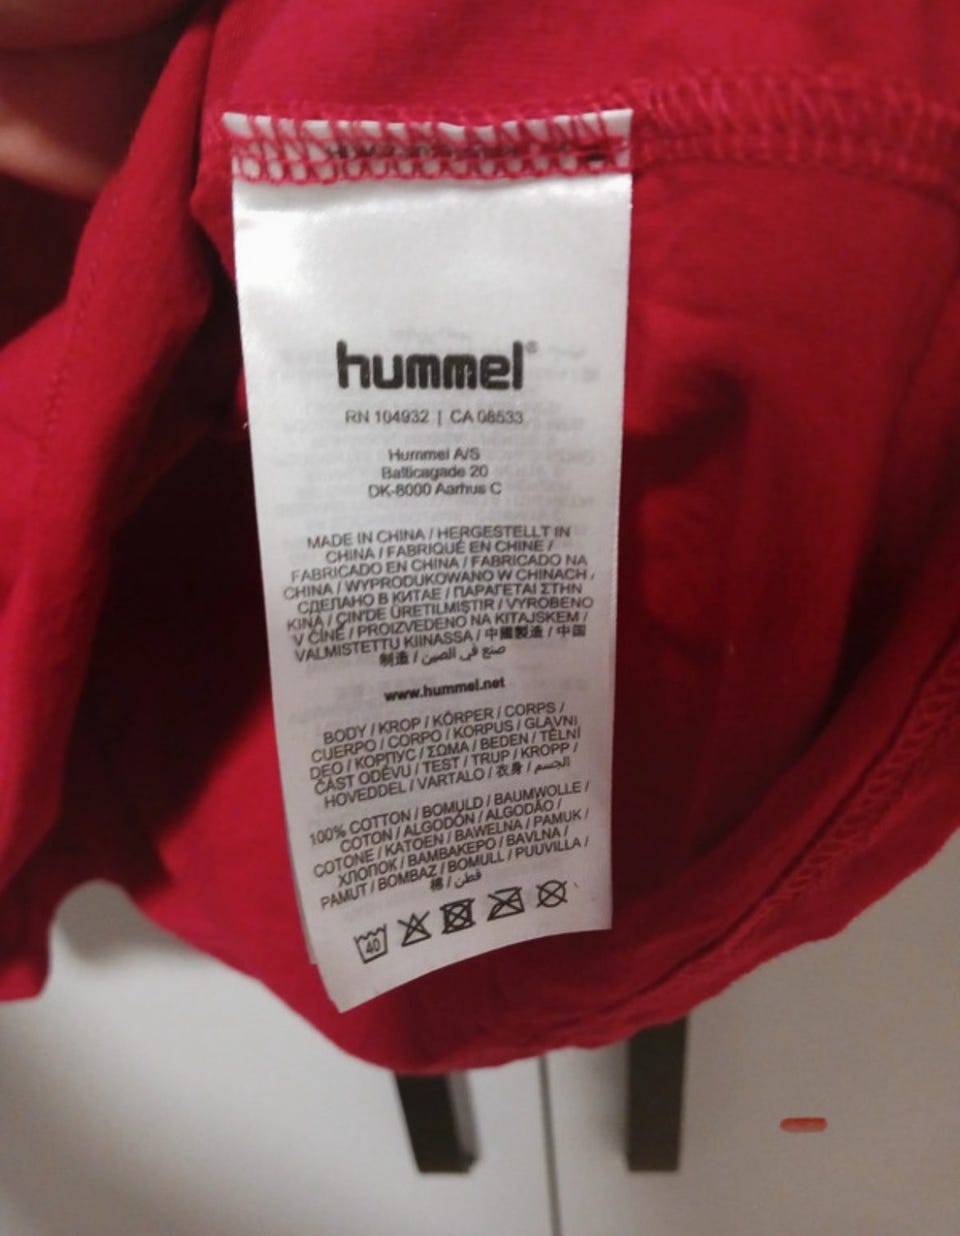 hummel®
RN 104932 | CA 08533
Hummel A/S
Balticagade 20
DK-8000 Aarhus C
MADE IN CHINA / HERGESTELLT IN
CHINA / FABRIQUÉ EN CHINE /
FABRICADO EN CHINA / FABRICADO NA
CHINA / WYPRODUKOWANO W CHINACH ,
СДЕЛАНО В КИТАЕ / ΠΑΡΑΓΕΤΑΙ ΣΤΗΝ
ΚΙΝΑ / ÇIN'DE ÜRETILMIŞTIR / VYROBENO
V ČÍNĚ / PROIZVEDENO NA KITAJSKEM /
VALMISTETTU KIINASSA / 中國製造 / 中国
制造 / صنع في الصين
www.hummel.net
BODY / KROP / KÖRPER / CORPS /
CUERPO / CORPO / KORPUS / GLAVNI
DEO / КОРПУС / ΣΩΜΑ / BEDEN / TĚLNÍ
ČÁST ODĚVU / TEST / TRUP / KROPP /
HOVEDDEL / VARTALO / 衣身 / الجسم
100% COTTON / BOMULD / BAUMWOLLE /
COTON / ALGODÓN / ALGODÃO /
COTONE / KATOEN / BAWELNA / PAMUK /
ХЛОПОК / ΒΑΜΒΑΚΕΡΟ / BAVLNA /
PAMUT / BOMBAZ / BOMULL / PUUVILLA /
棉 / قطن
40